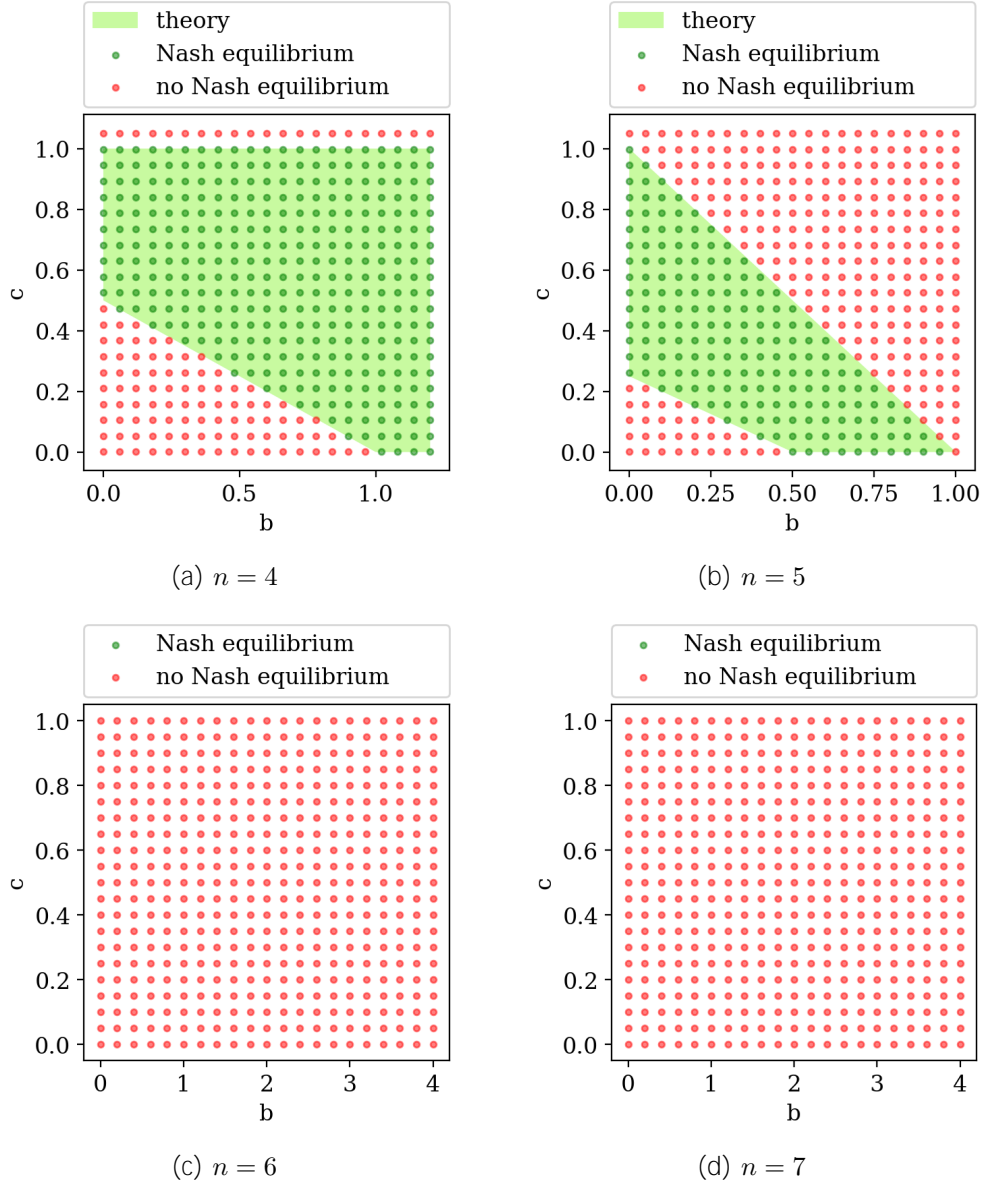 theory
Nash equilibrium
no Nash equilibrium
1.0
0.8
0.6
0.4
0.2
0.0
c
0.0 0.5 1.0
b
(a) n = 4
theory
Nash equilibrium
no Nash equilibrium
1.0
0.8
0.6
0.4
0.2
0.0
c
0.00 0.25 0.50 0.75 1.00
b
(b) n = 5
Nash equilibrium
no Nash equilibrium
1.0
0.8
0.6
0.4
0.2
0.0
c
0 1 2 3 4
b
(c) n = 6
Nash equilibrium
no Nash equilibrium
1.0
0.8
0.6
0.4
0.2
0.0
c
0 1 2 3 4
b
(d) n = 7